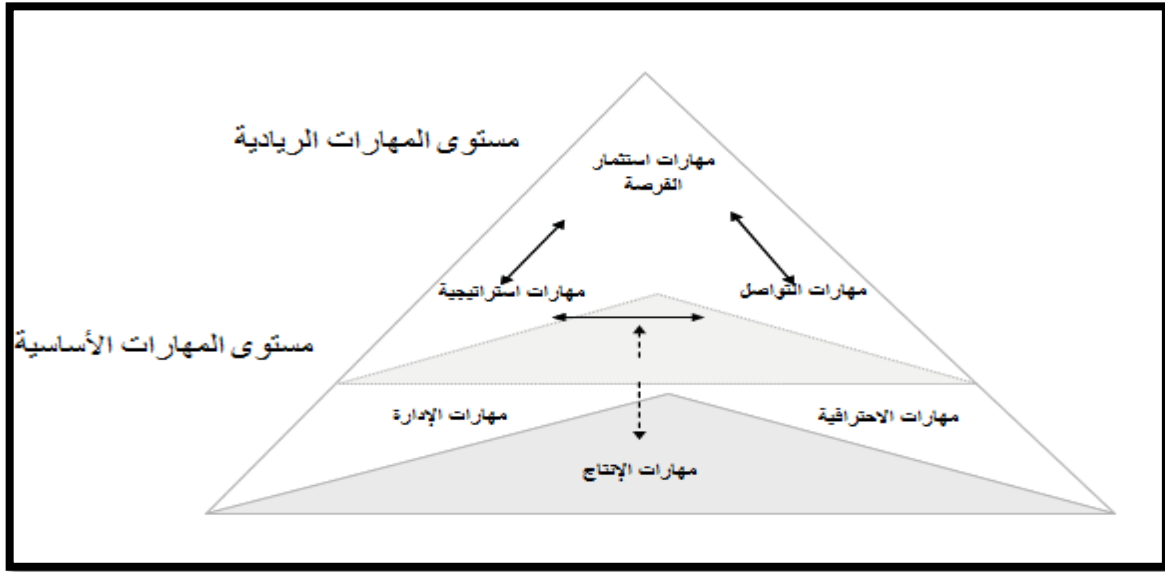 مستوى المهارات الريادية
مهارات استثمار
الفرصة
مهارات التواصل
مهارات استراتيجية
مستوى المهارات الأساسية
مهارات الاحترافية
مهارات الإدارة
مهارات الإنتاج